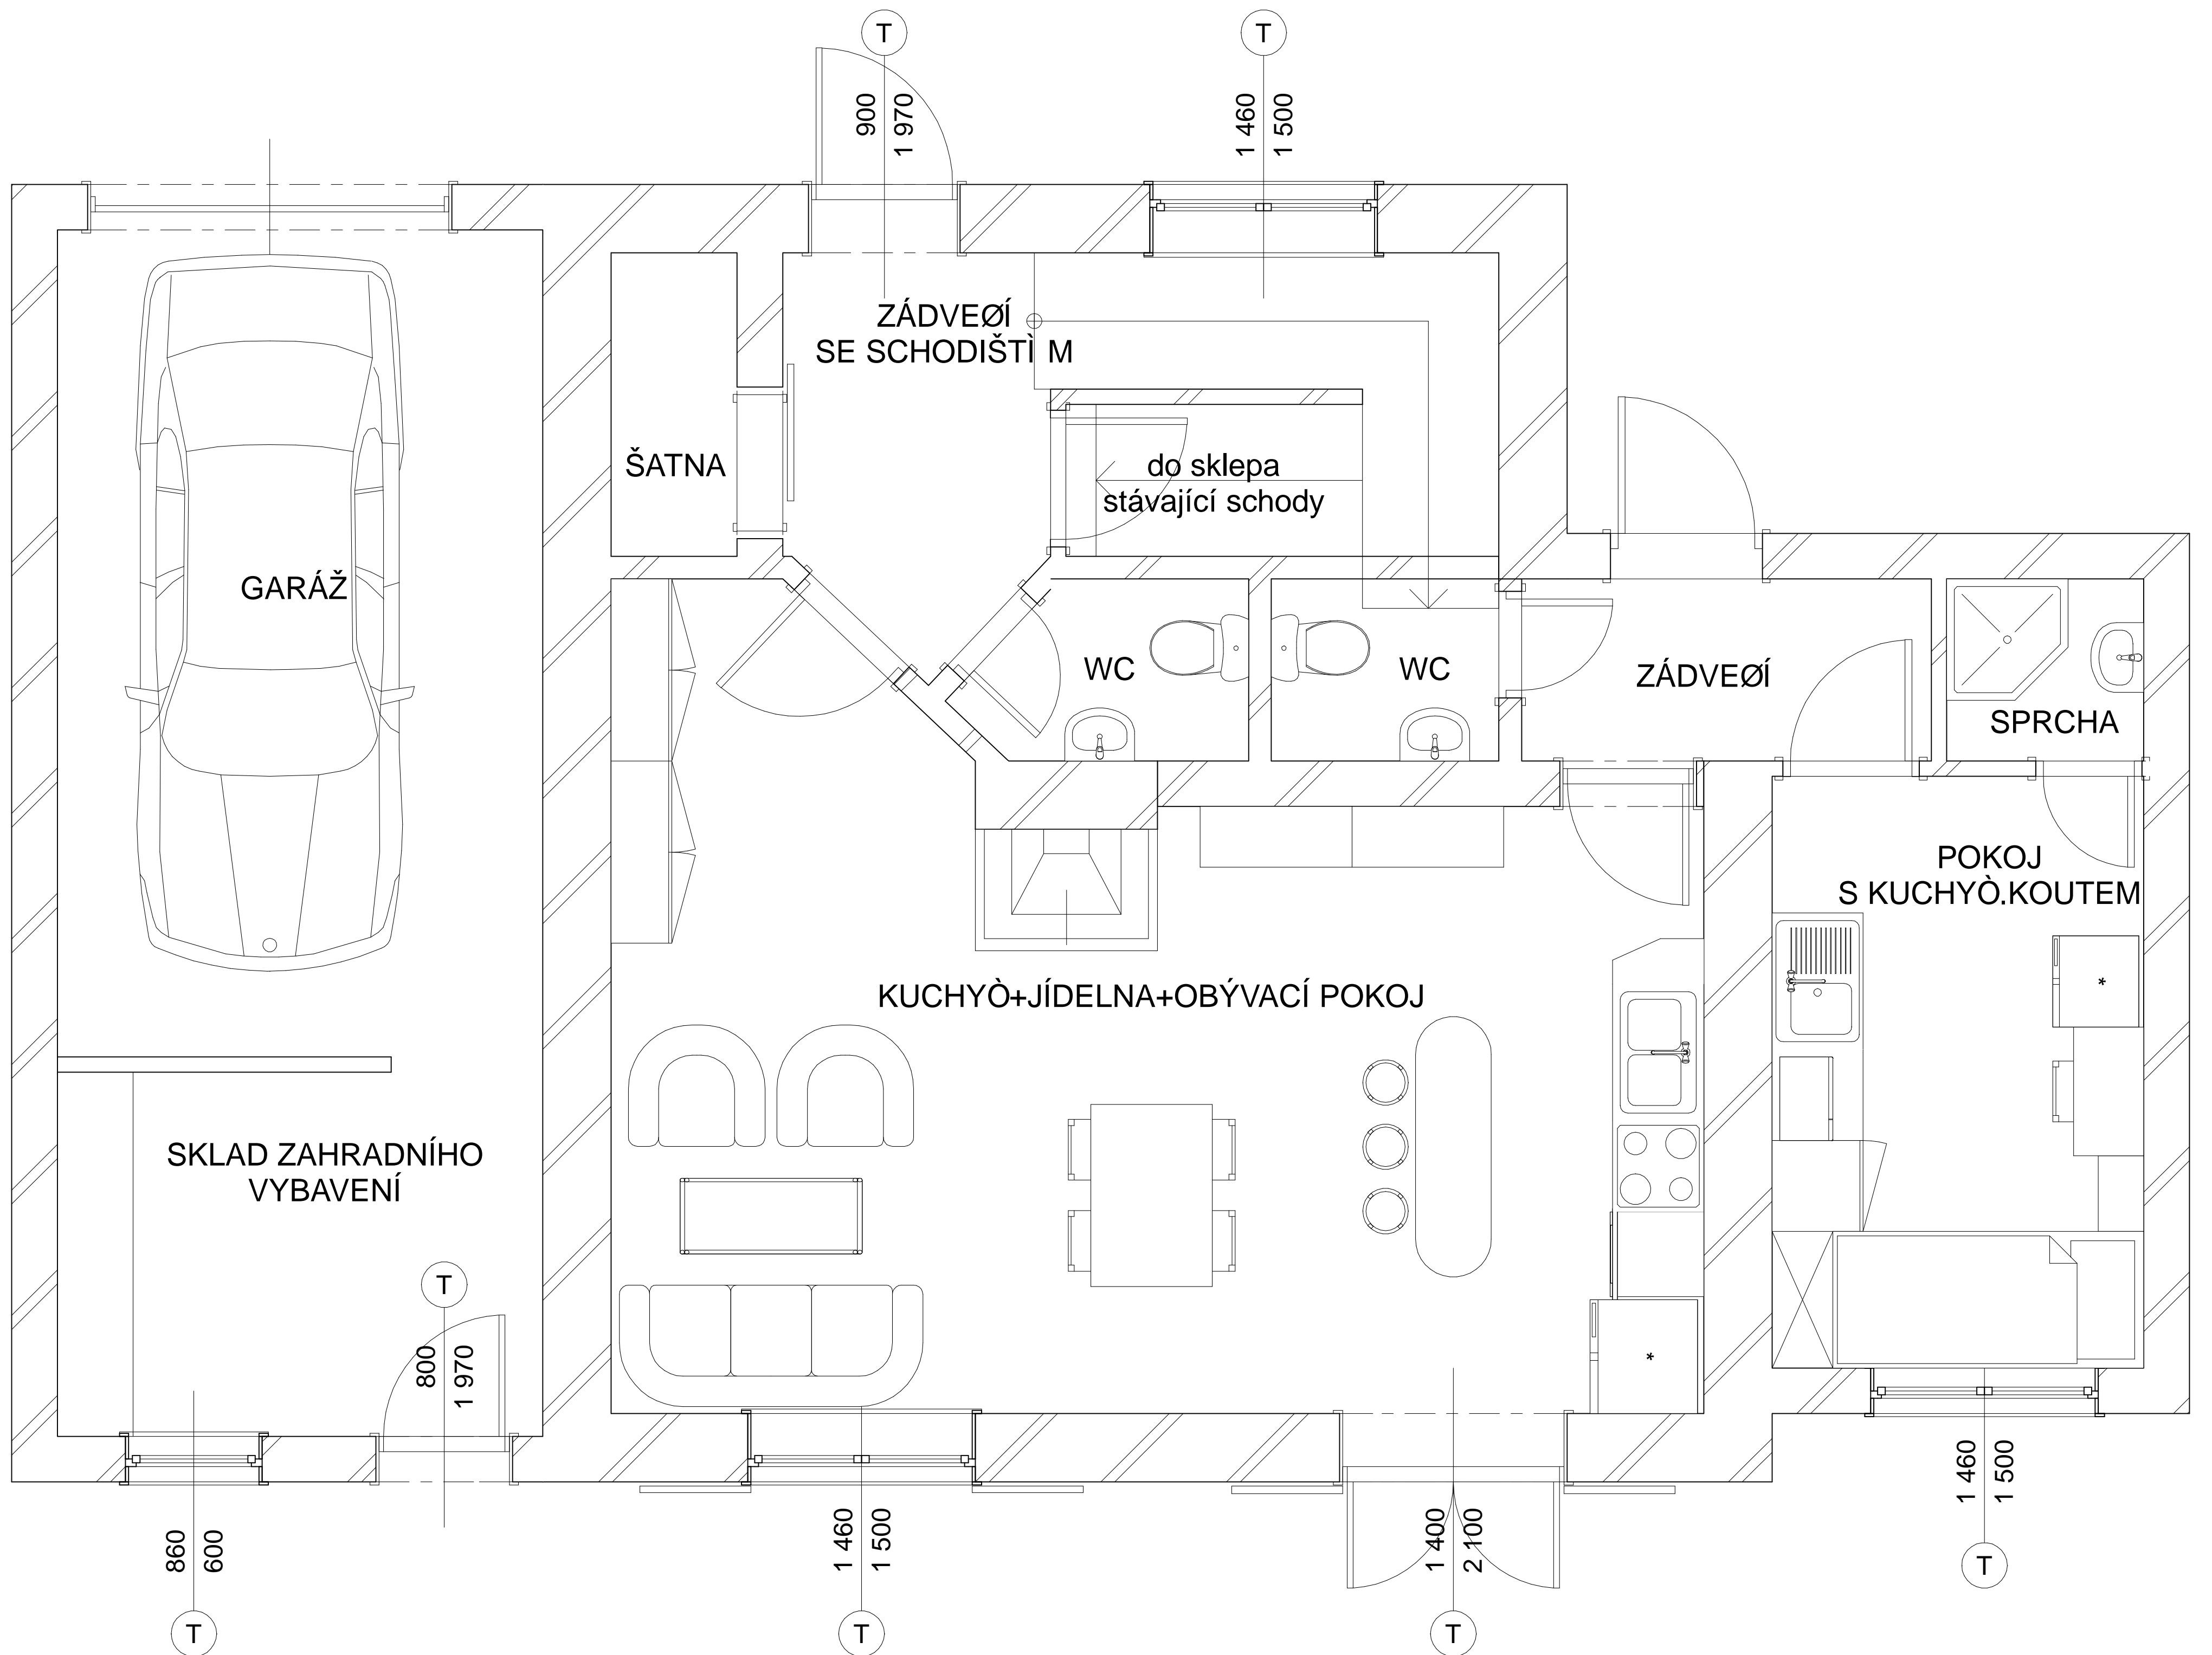 T
T
900
1 970
1 460
1 500
ZÁDVEØÍ
SE SCHODIŠTÌ M
ŠATNA
do sklepa
stávající schody
GARÁŽ
WC
WC
ZÁDVEØÍ
SPRCHA
POKOJ
S KUCHYÒ.KOUTEM
*
KUCHYÒ+JÍDELNA+OBÝVACÍ POKOJ
SKLAD ZAHRADNÍHO
VYBAVENÍ
T
800
1 970
*
860
600
1 460
1 500
1 400
2 100
1 460
1 500
T
T
T
T